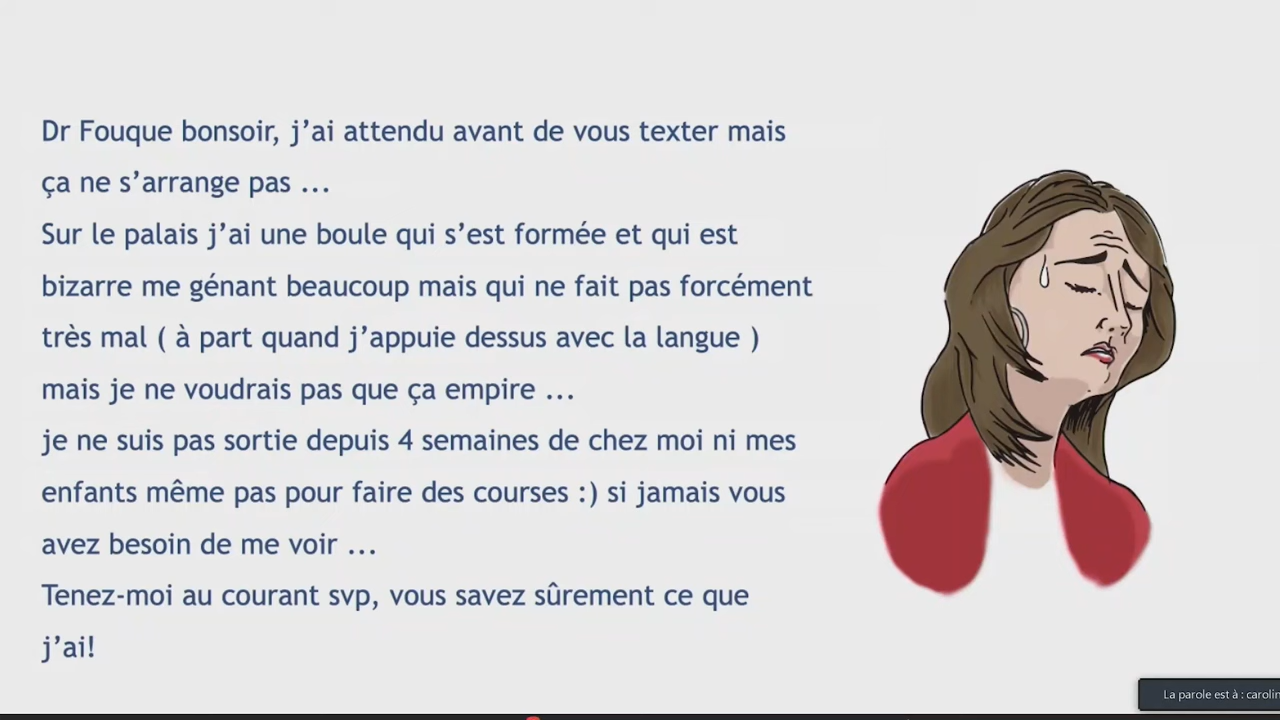 Dr Fouque bonsoir, j’ai attendu avant de vous texter mais
ça ne s’arrange pas ...
Sur le palais j’ai une boule qui s’est formée et qui est
bizarre me génant beaucoup mais qui ne fait pas forcément
très mal ( à part quand j’appuie dessus avec la langue )
mais je ne voudrais pas que ça empire ...
je ne suis pas sortie depuis 4 semaines de chez moi ni mes
enfants même pas pour faire des courses :) si jamais vous
avez besoin de me voir ...
Tenez-moi au courant svp, vous savez sûrement ce que
j’ai!
La parole est à :